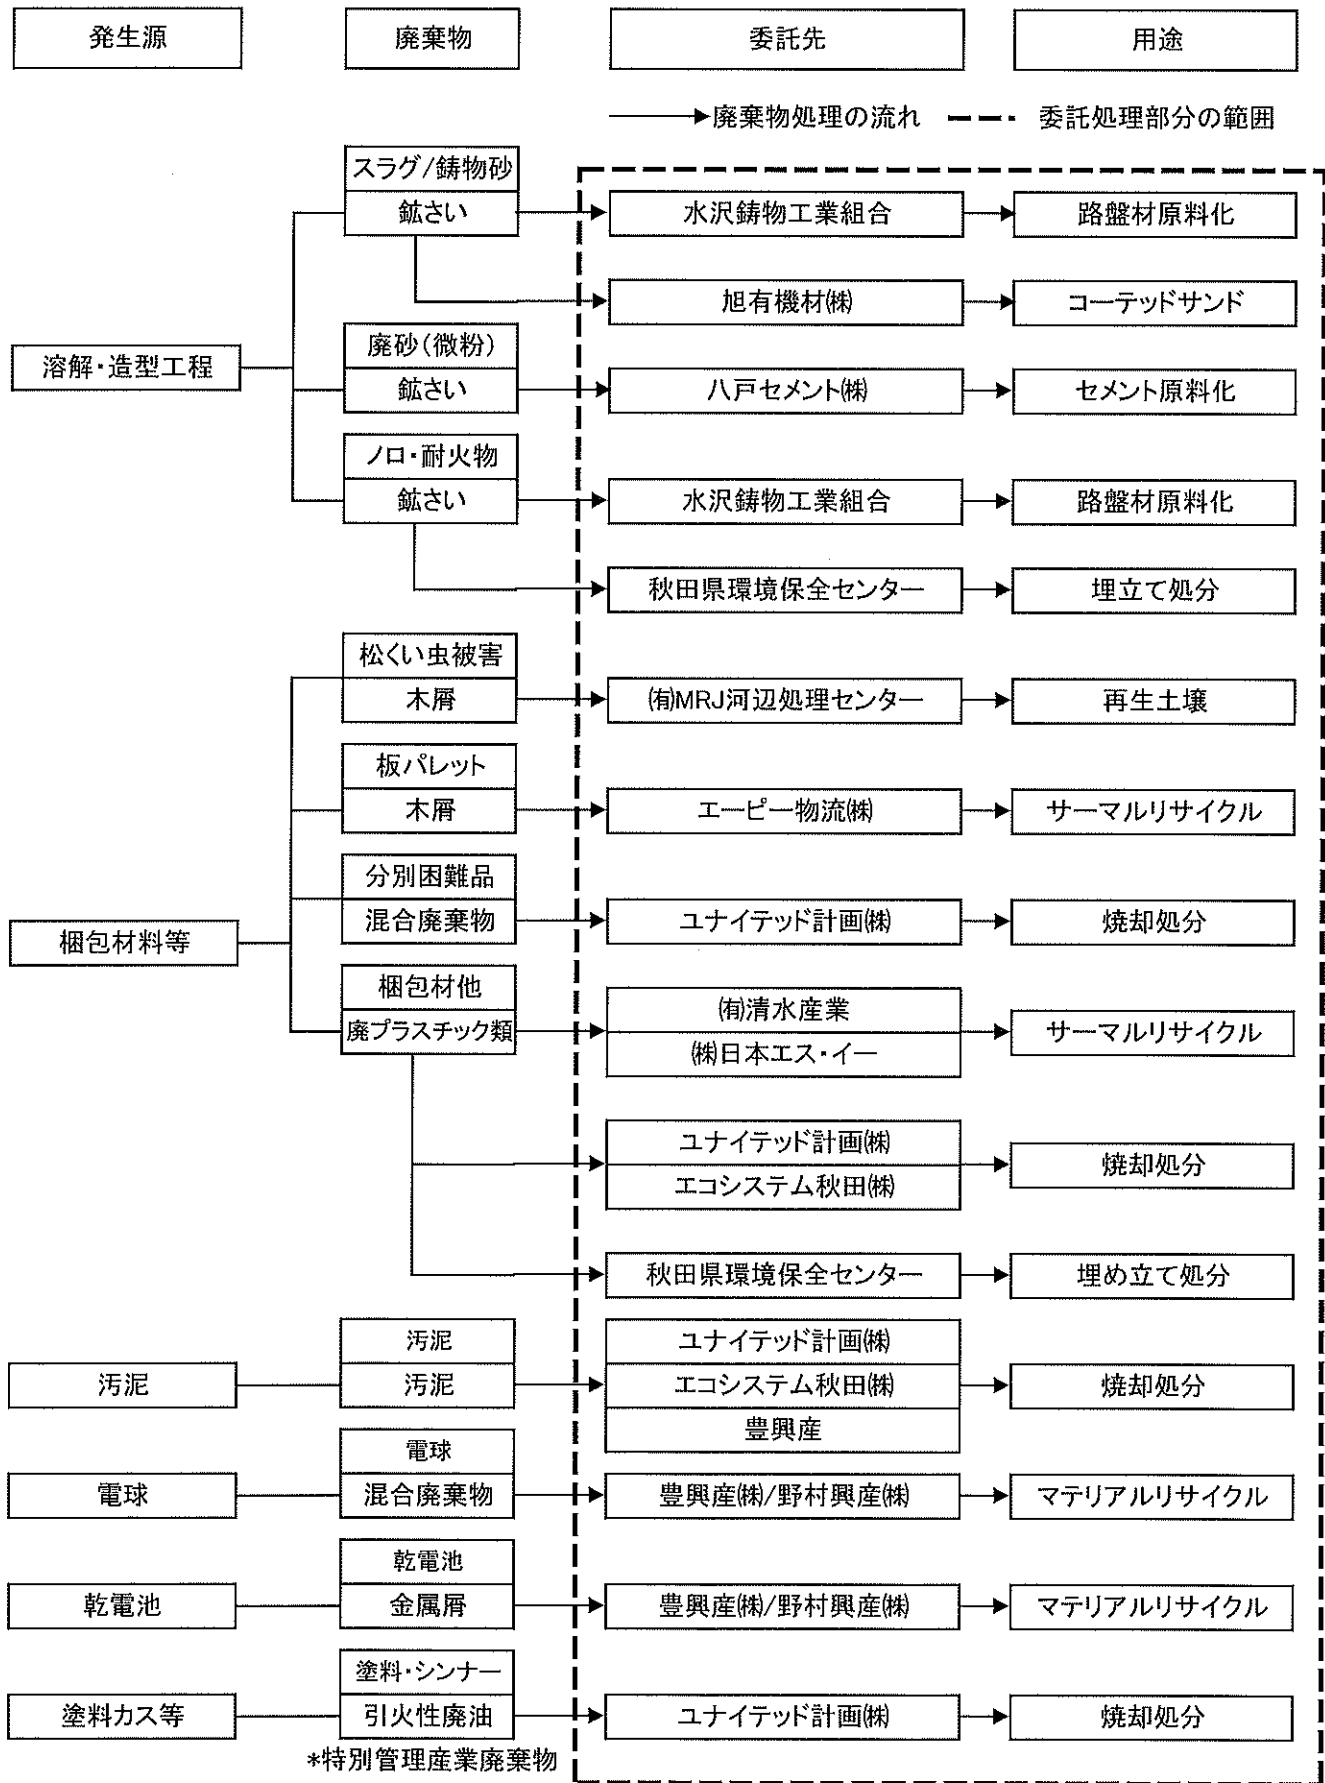 発生源
廃棄物
委託先
用途
廃棄物処理の流れ
委託処理部分の範囲
スラグ/鋳物砂
鉱さい
水沢鋳物工業組合
路盤材原料化
旭有機材㈱
コーテッドサンド
溶解・造型工程
廃砂(微粉)
鉱さい
八戸セメント㈱
セメント原料化
ノロ・耐火物
鉱さい
水沢鋳物工業組合
路盤材原料化
秋田県環境保全センター
埋立て処分
松くい虫被害
木屑
㈲MRJ河辺処理センター
再生土壌
板パレット
木屑
エーピー物流㈱
サーマルリサイクル
分別困難品
混合廃棄物
ユナイテッド計画㈱
焼却処分
梱包材料等
梱包材他
廃プラスチック類
㈲清水産業
㈱日本エス・イー
サーマルリサイクル
ユナイテッド計画㈱
エコシステム秋田㈱
焼却処分
秋田県環境保全センター
埋め立て処分
汚泥
汚泥
汚泥
ユナイテッド計画㈱
エコシステム秋田㈱
豊興産
焼却処分
電球
電球
混合廃棄物
豊興産㈱/野村興産㈱
マテリアルリサイクル
乾電池
乾電池
金属屑
豊興産㈱/野村興産㈱
マテリアルリサイクル
塗料カス等
塗料・シンナー
引火性廃油
ユナイテッド計画㈱
焼却処分
*特別管理産業廃棄物